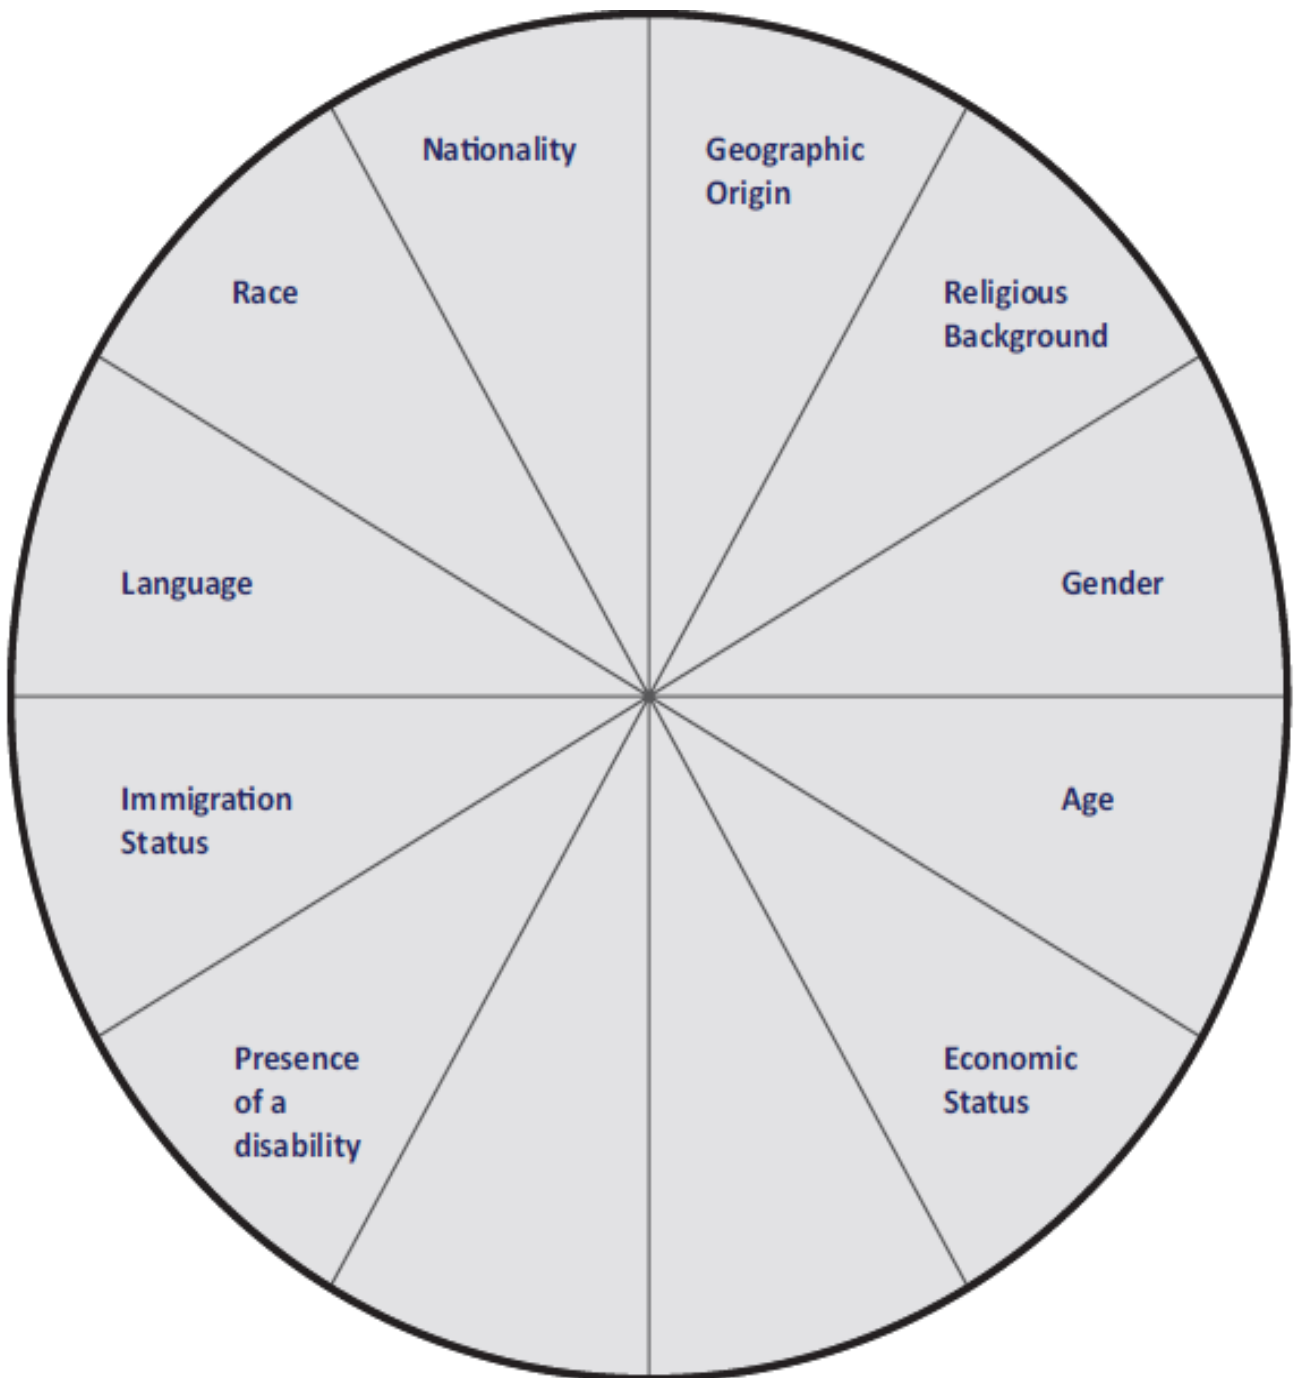 Nationality
Geographic
Origin
Race
Religious
Background
Language
Gender
Immigration
Status
Age
Presence
of a
disability
Economic
Status